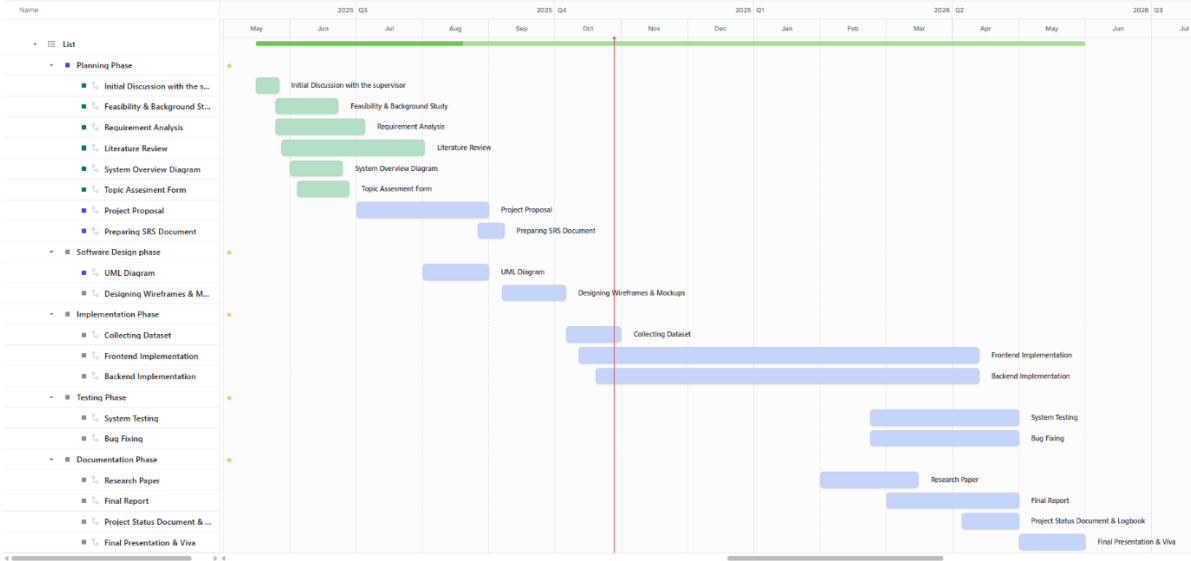 Name
2025 Q3
2025 Q4
2025 Q1
2026 Q2
2026 Q3
May Jun Jul Aug Sep Oct Nov Dec Jan Feb Mar Apr May Jun Jul
List
Planning Phase
Initial Discussion with the s... Initial Discussion with the supervisor
Feasibility & Background St... Feasibility & Background Study
Requirement Analysis Requirement Analysis
Literature Review Literature Review
System Overview Diagram System Overview Diagram
Topic Assesment Form Topic Assesment Form
Project Proposal Project Proposal
Preparing SRS Document Preparing SRS Document
Software Design phase
UML Diagram UML Diagram
Designing Wireframes & M... Designing Wireframes & Mockups
Implementation Phase
Collecting Dataset Collecting Dataset
Frontend Implementation Frontend Implementation
Backend Implementation Backend Implementation
Testing Phase
System Testing System Testing
Bug Fixing Bug Fixing
Documentation Phase
Research Paper Research Paper
Final Report Final Report
Project Status Document & ... Project Status Document & Logbook
Final Presentation & Viva Final Presentation & Viva